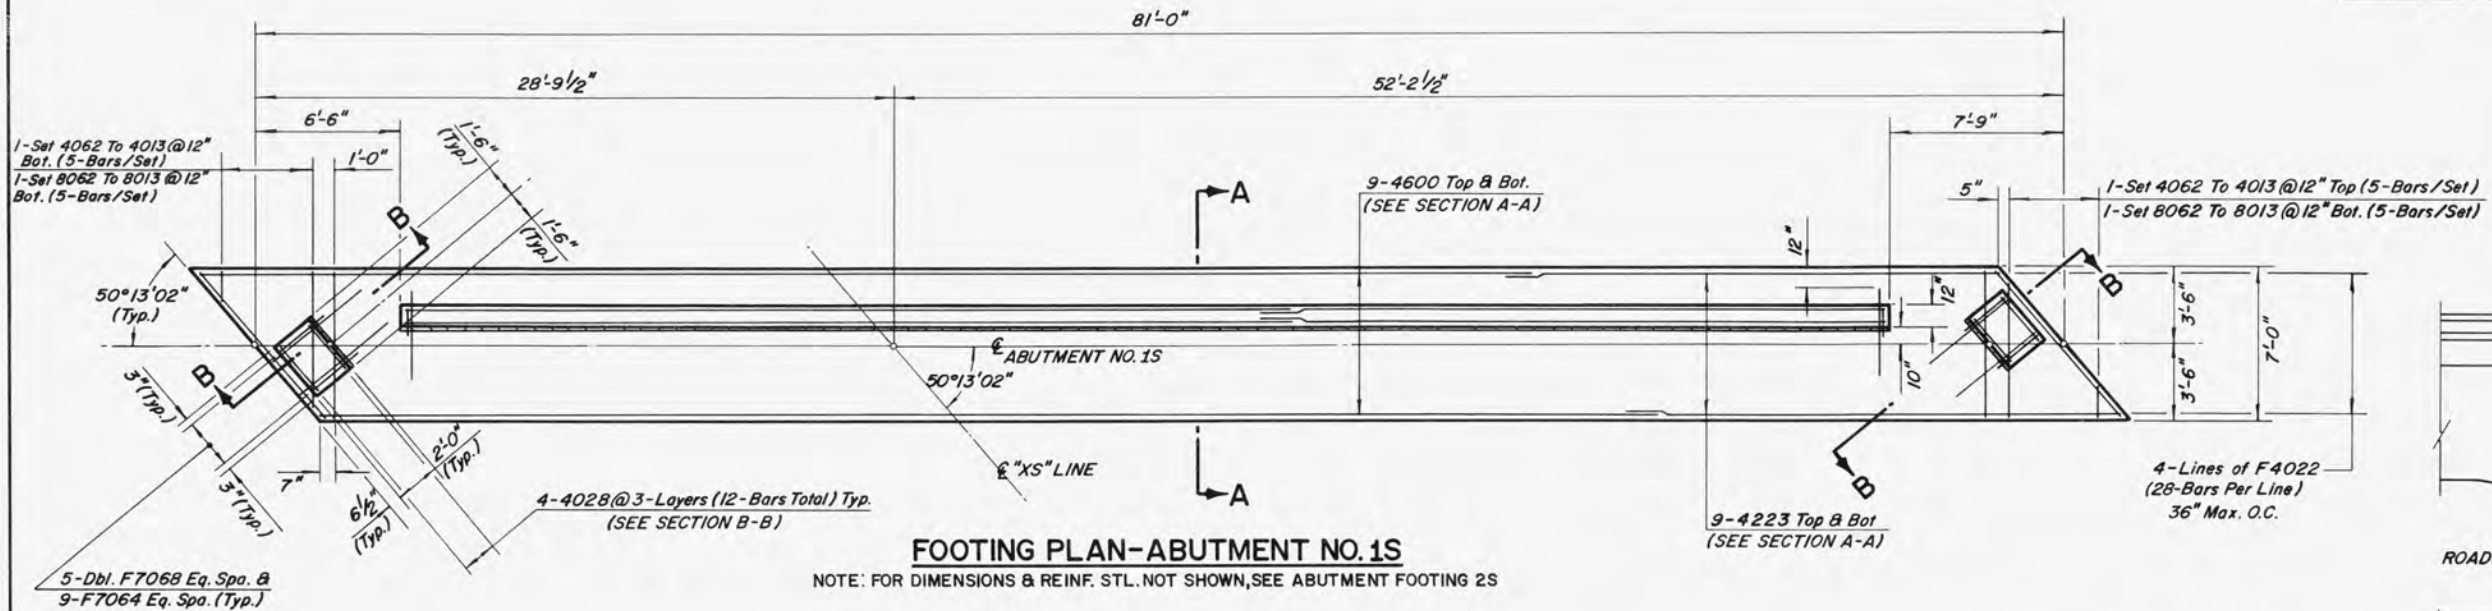 81'-0"
28'-9 1/2"
52'-2 1/2"
6'-6"
1'-6"
(Typ.)
7'-9"
1-Set 4062 To 4013 @ 12"
Bot. (5-Bars/Set)
1-Set 8062 To 8013 @ 12"
Bot. (5-Bars/Set)
1'-0"
1'-6"
(Typ.)
A
9-4600 Top & Bot.
(SEE SECTION A-A)
5"
1-Set 4062 To 4013 @ 12" Top (5-Bars/Set)
1-Set 8062 To 8013 @ 12" Bot. (5-Bars/Set)
B
12"
50°13'02"
(Typ.)
B
12"
3'-6"
7'-0"
℄ ABUTMENT NO. 1S
50°13'02"
10"
3'-6"
B
3" (Typ.)
2'-0"
(Typ.)
℄ "XS" LINE
3" (Typ.)
7"
6 1/2"
(Typ.)
4-4028 @ 3-Layers (12-Bars Total) Typ.
(SEE SECTION B-B)
A
B
4-Lines of F4022
(28-Bars Per Line)
36" Max. O.C.
9-4223 Top & Bot
(SEE SECTION A-A)
FOOTING PLAN-ABUTMENT NO. 1S
NOTE: FOR DIMENSIONS & REINF. STL. NOT SHOWN, SEE ABUTMENT FOOTING 2S
5-Dbl. F7068 Eq. Spa. &
9-F7064 Eq. Spa. (Typ.)
ROAD